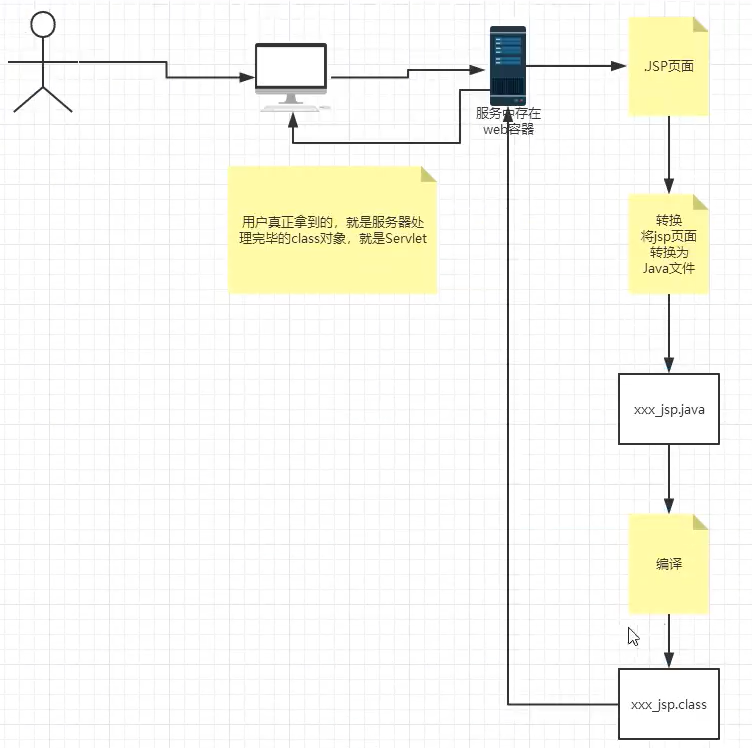 .JSP页面
服务中存在
web容器
用户真正拿到的，就是服务器处
理完毕的class对象，就是Servlet
转换
将jsp页面
转换为
Java文件
xxx_jsp.java
编译
xxx_jsp.class